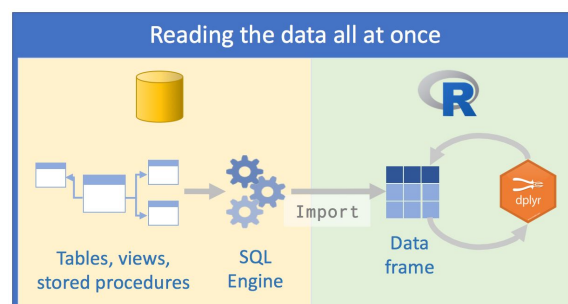 Reading the data all at once
R
dplyr
Import
Tables, views,
stored procedures
SQL
Engine
Data
frame